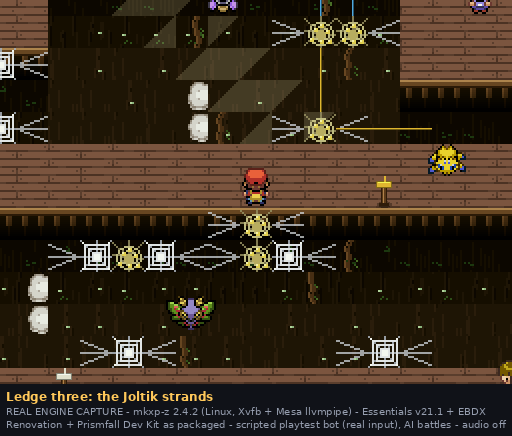 Ledge three: the Joltik strands
REAL ENGINE CAPTURE - mkxp-z 2.4.2 (Linux, Xvfb + Mesa llvmpipe) - Essentials v21.1 + EBDX
Renovation + Prismfall Dev Kit as packaged - scripted playtest bot (real input), AI battles - audio off